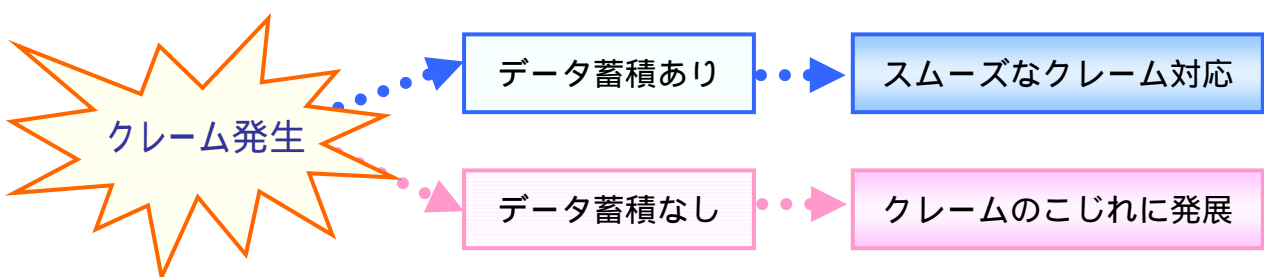 クレーム発生
データ蓄積あり
スムーズなクレーム対応
データ蓄積なし
クレームのこじれに発展